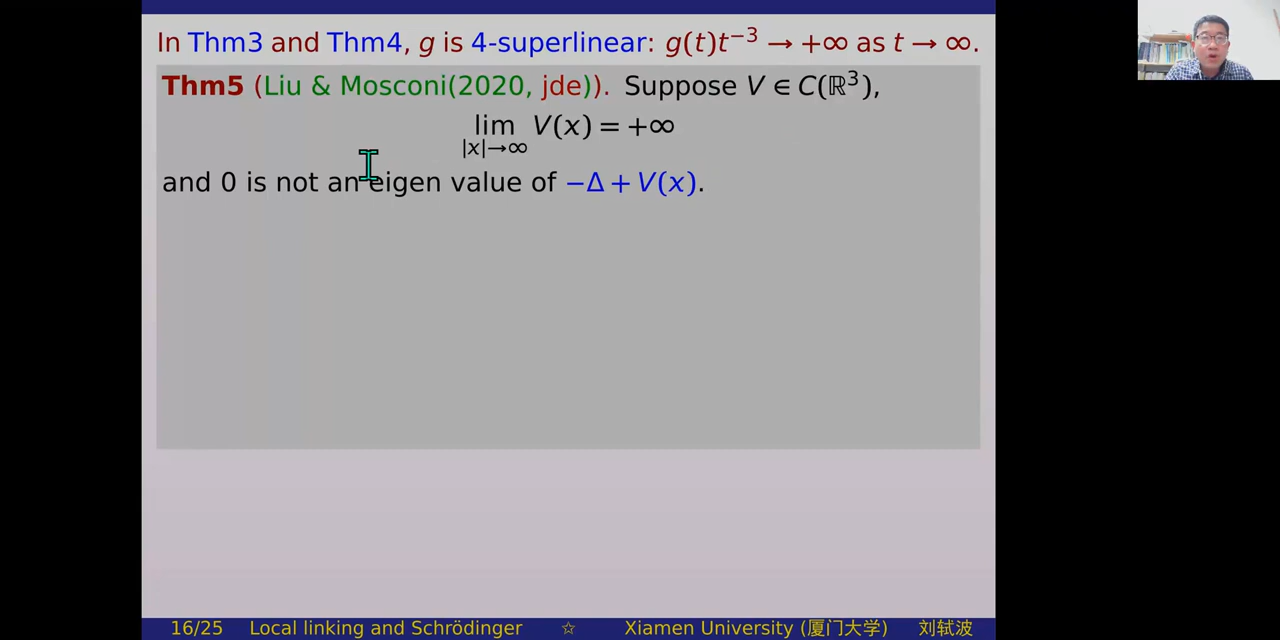 In Thm3 and Thm4, g is 4-superlinear: g(t)t⁻³ → +∞ as t → ∞.
Thm5 (Liu & Mosconi(2020, jde)). Suppose V ∈ C(ℝ³),
lim V(x) = +∞
|x|→∞
and 0 is not an eigen value of −Δ + V(x).
16/25 Local linking and Schrödinger ☆ Xiamen University (厦门大学) 刘轼波